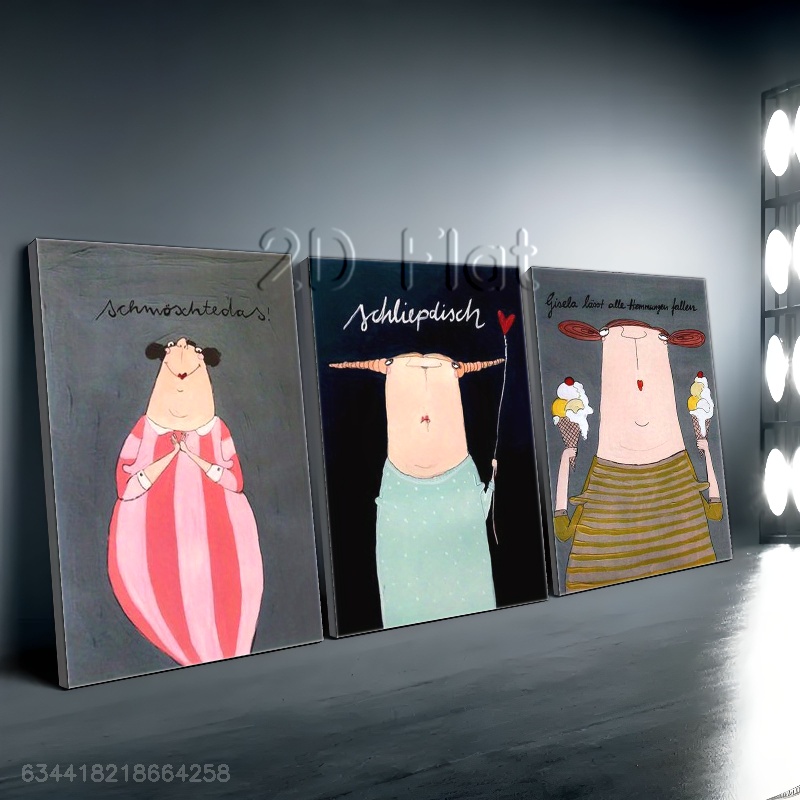 2D Flat
schmöschtedas!
schliepdisch
Gisela lässt alle Hemmungen fallen
634418218664258